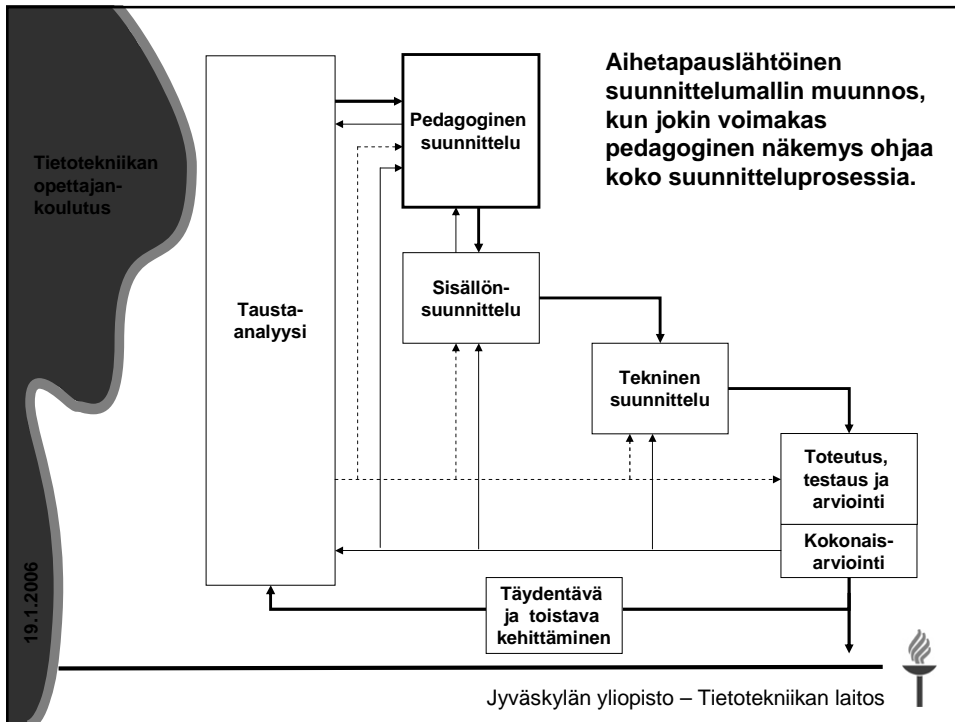 Aihetapauslähtöinen
suunnittelumallin muunnos,
kun jokin voimakas
pedagoginen näkemys ohjaa
koko suunnitteluprosessia.
Tietotekniikan
opettajan-
koulutus
Pedagoginen
suunnittelu
Sisällön-
suunnittelu
Tausta-
analyysi
Tekninen
suunnittelu
Toteutus,
testaus ja
arviointi
Kokonais-
arviointi
Täydentävä
ja toistava
kehittäminen
19.1.2006
Jyväskylän yliopisto – Tietotekniikan laitos